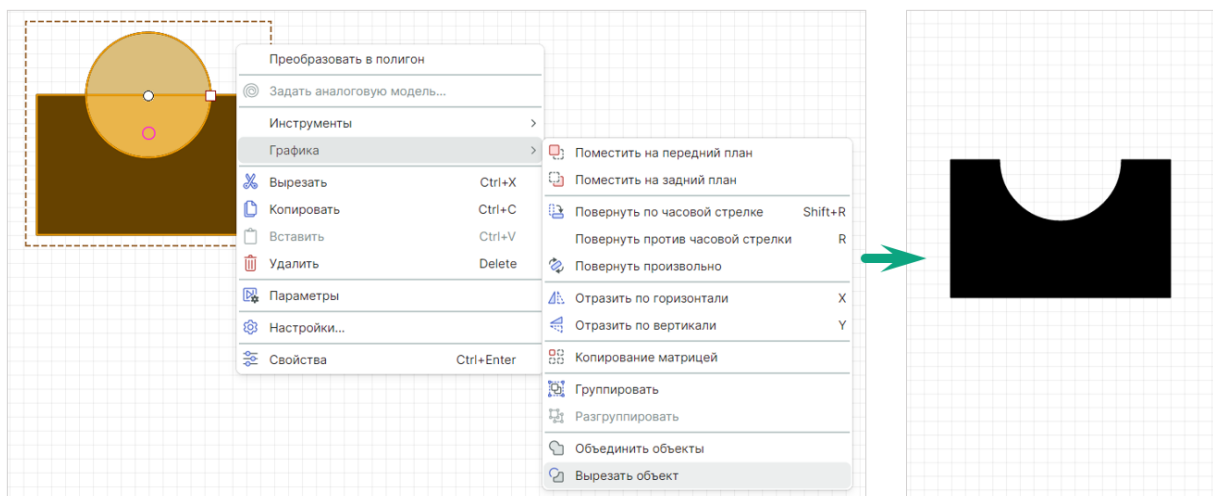 Преобразовать в полигон
Задать аналоговую модель...
Инструменты
Графика
Вырезать Ctrl+X
Копировать Ctrl+C
Вставить Ctrl+V
Удалить Delete
Параметры
Настройки...
Свойства Ctrl+Enter
Поместить на передний план
Поместить на задний план
Повернуть по часовой стрелке Shift+R
Повернуть против часовой стрелки R
Повернуть произвольно
Отразить по горизонтали X
Отразить по вертикали Y
Копирование матрицей
Группировать
Разгруппировать
Объединить объекты
Вырезать объект